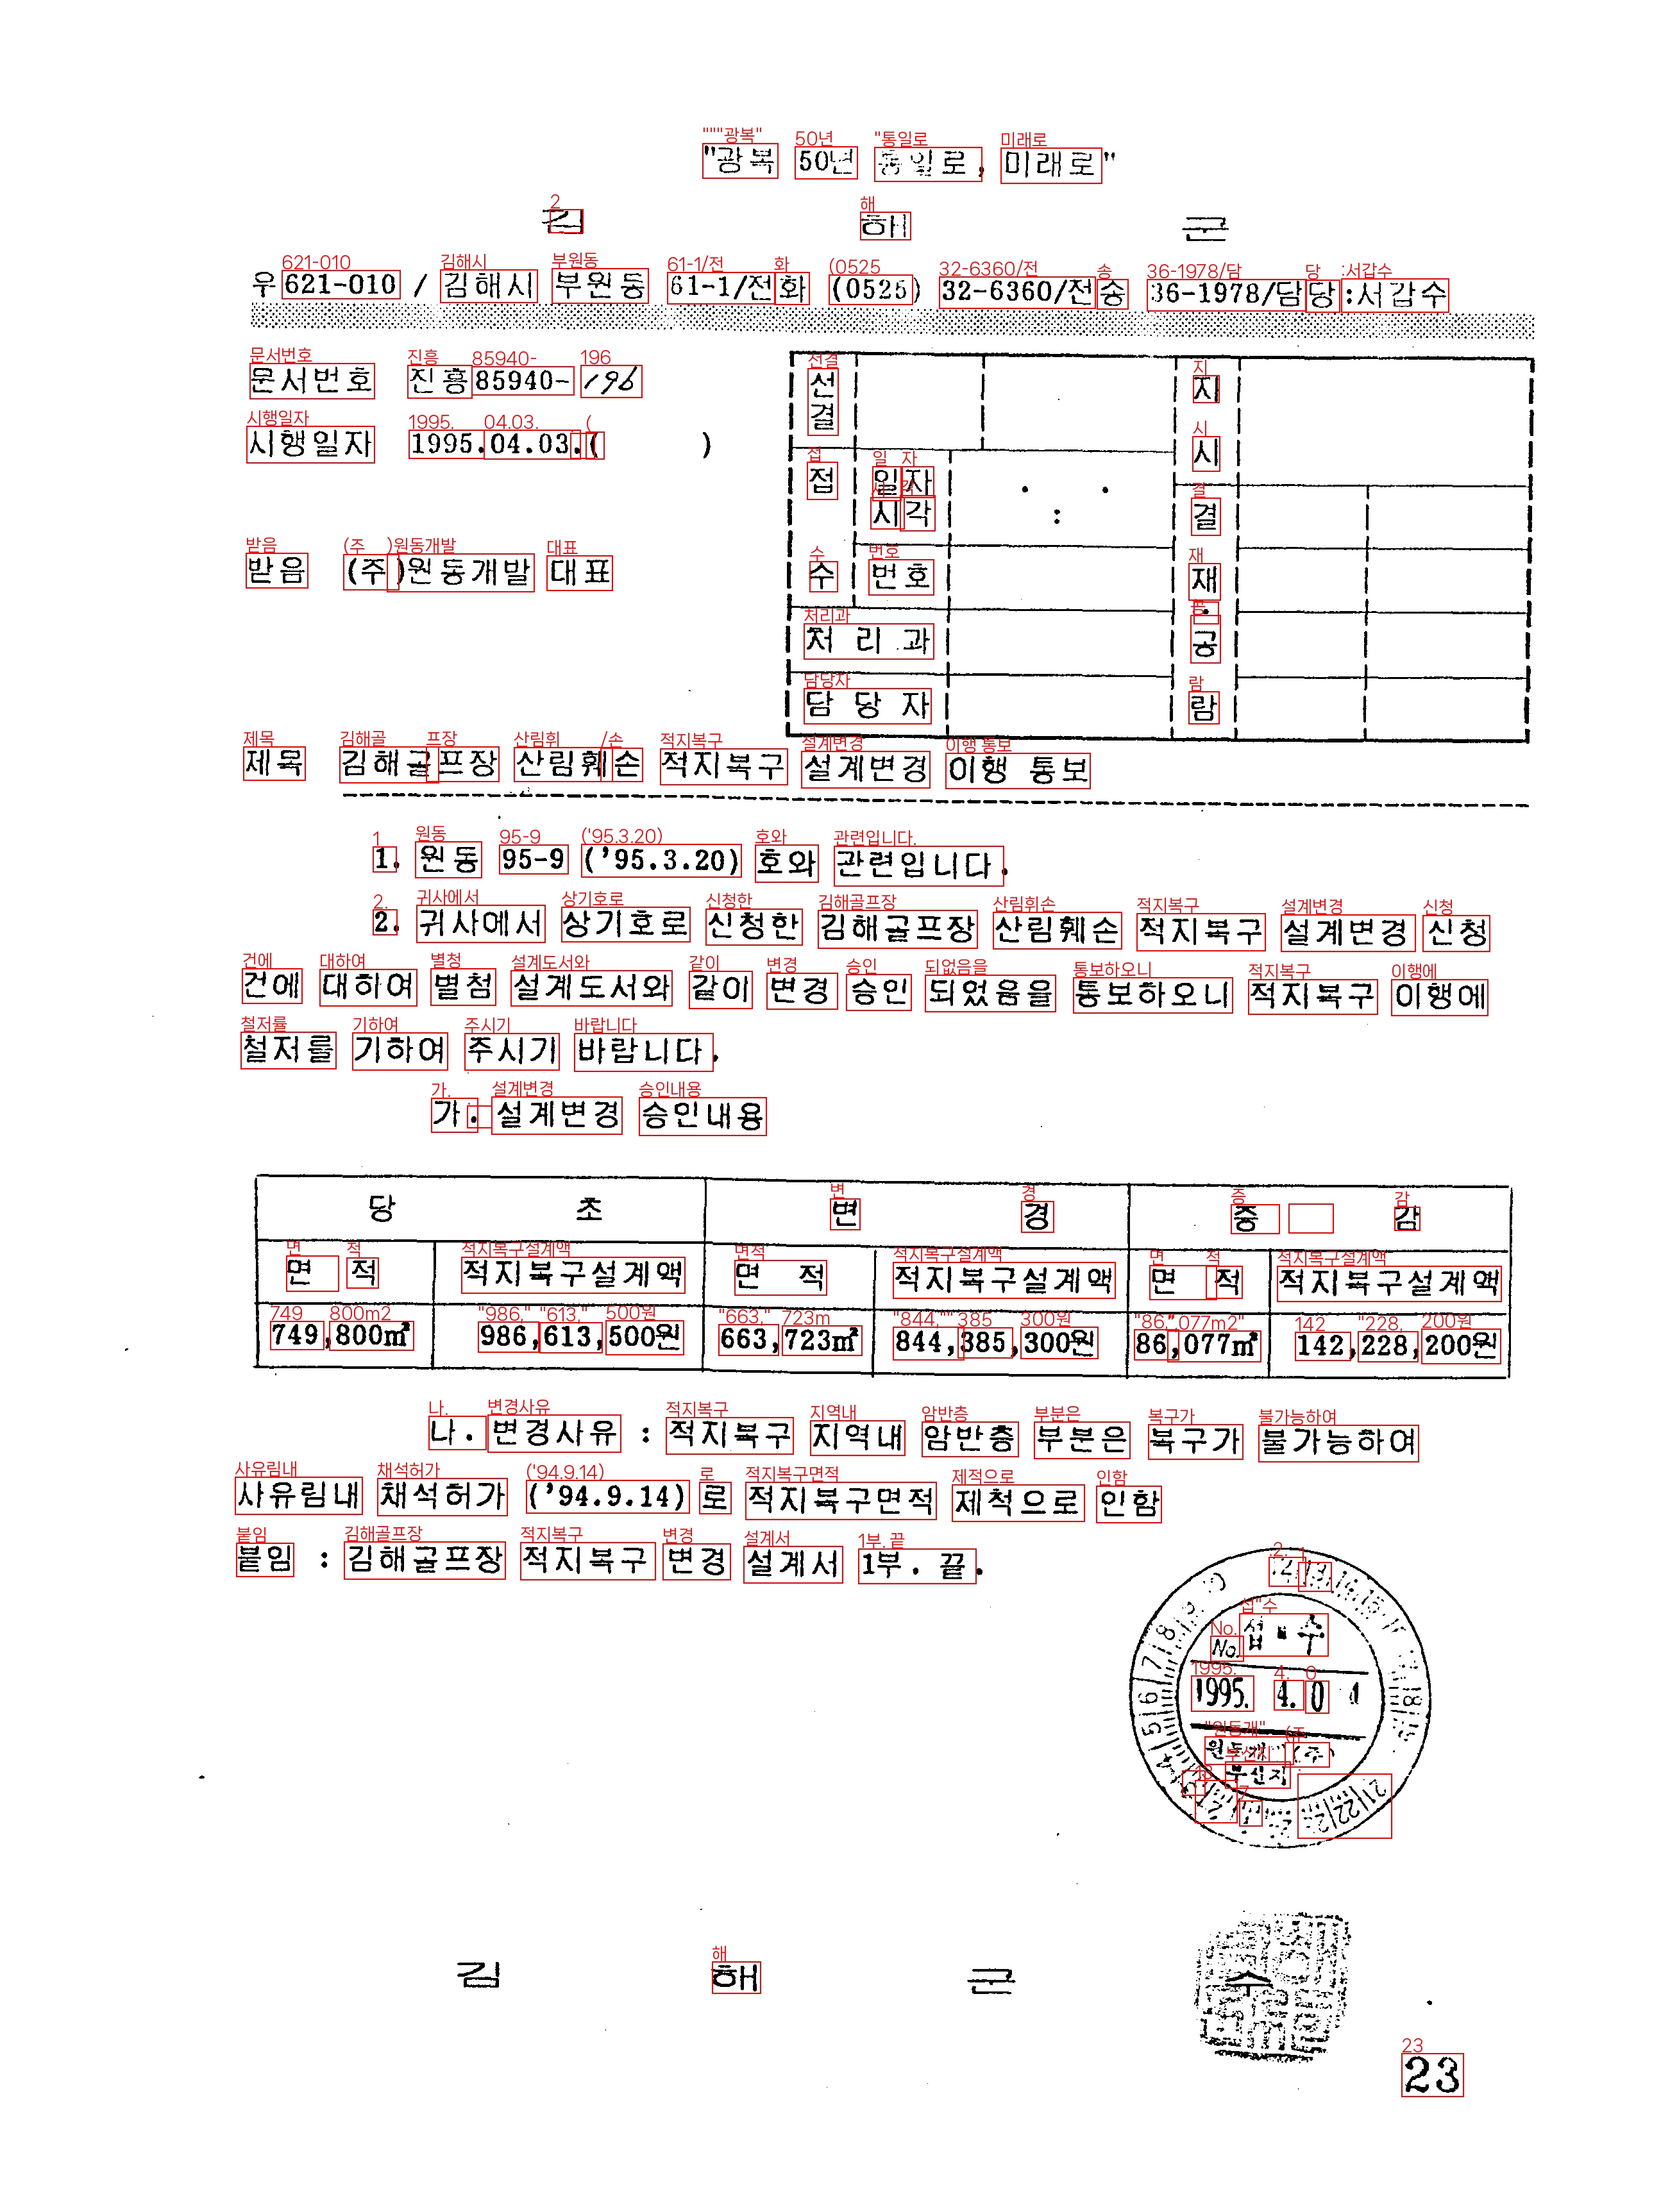 "광복 50년 통일로, 미래로"
김 해 군
우 621-010 / 김해시 부원동 61-1/전화 (0525) 32-6360/전송 36-1978/담당 :서갑수
문서번호 진흥 85940- 196
시행일자 1995.04.03.( )
받음 (주)원동개발 대표
선결
접 일자
시각
수 번호
처 리 과
담 당 자
지
시
결
재
·
공
람
제목 김해골프장 산림훼손 적지복구 설계변경 이행 통보
1. 원동 95-9 ('95.3.20) 호와 관련입니다.
2. 귀사에서 상기호로 신청한 김해골프장 산림훼손 적지복구 설계변경 신청
건에 대하여 별첨 설계도서와 같이 변경 승인 되었음을 통보하오니 적지복구 이행에
철저를 기하여 주시기 바랍니다.
가. 설계변경 승인내용
당 초 변 경 증 감
면 적 적지복구설계액 면 적 적지복구설계액 면 적 적지복구설계액
749,800㎡ 986,613,500원 663,723㎡ 844,385,300원 86,077㎡ 142,228,200원
나. 변경사유 : 적지복구 지역내 암반층 부분은 복구가 불가능하여
사유림내 채석허가 ('94.9.14) 로 적지복구면적 제척으로 인함
붙임 : 김해골프장 적지복구 변경 설계서 1부. 끝.
접 수
No.
1995. 4. 0
김 해 군 수
23